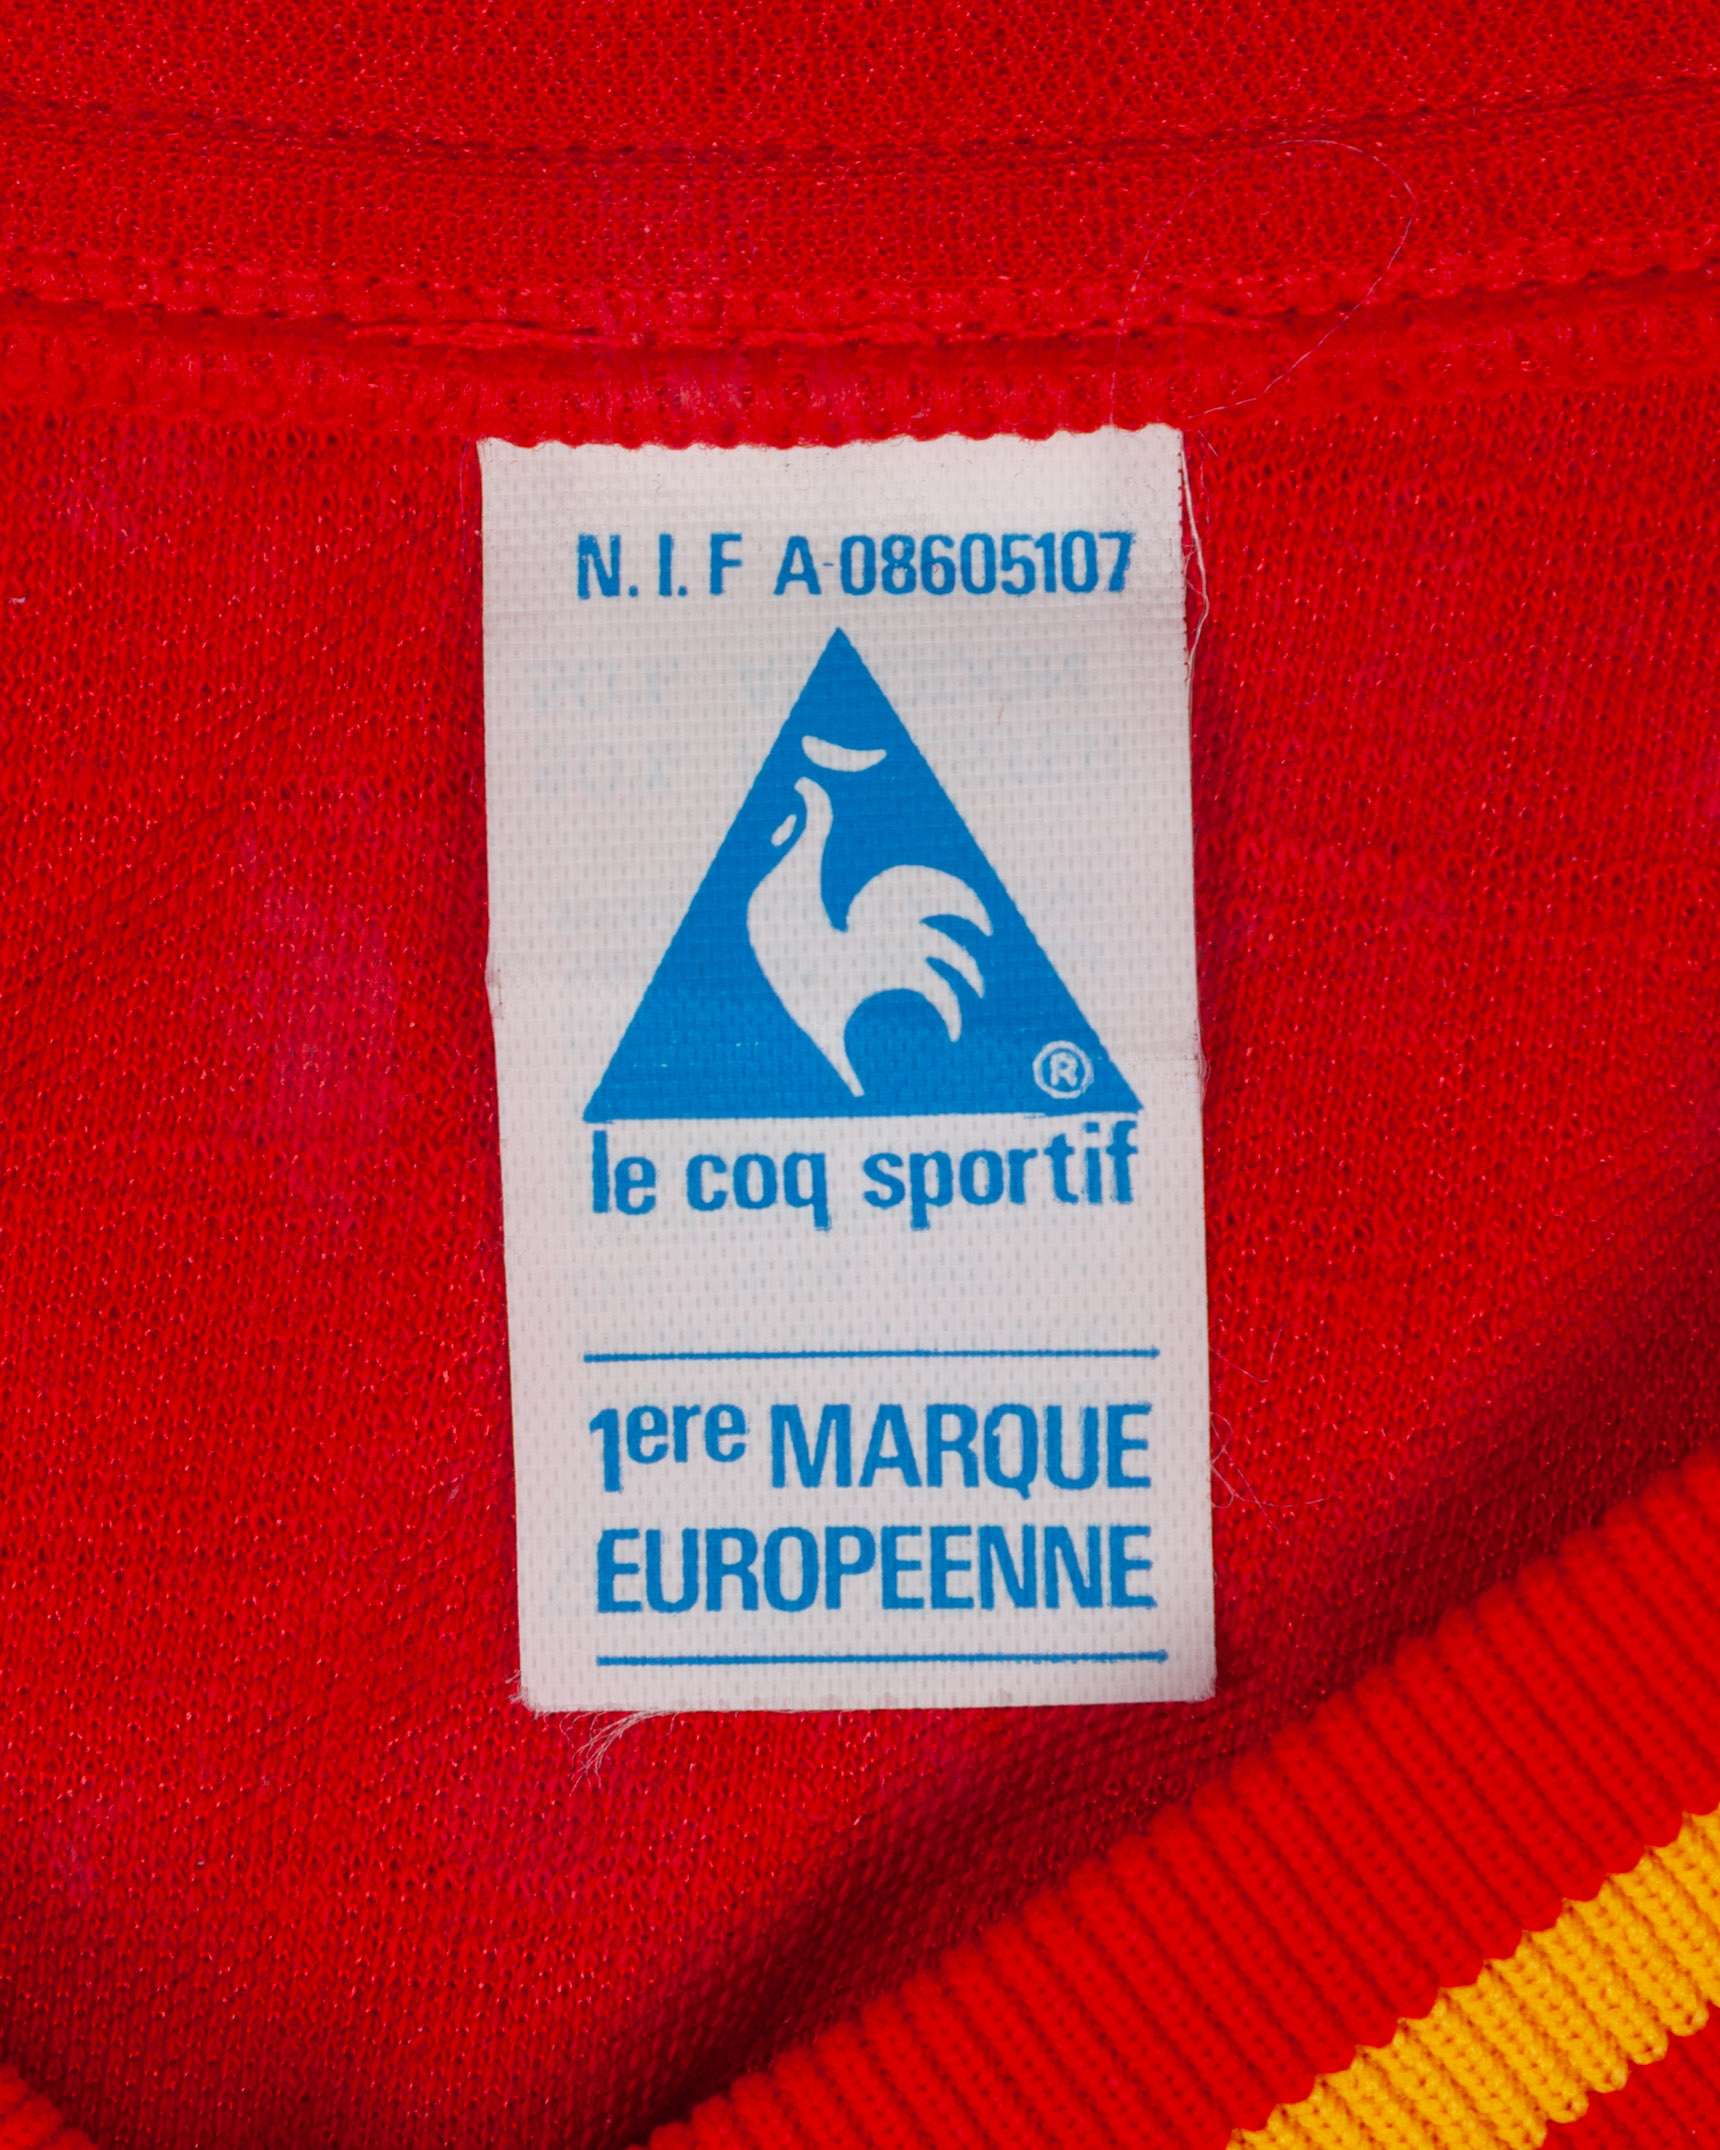 N. I. F A-08605107
®
le coq sportif
1ere MARQUE
EUROPEENNE